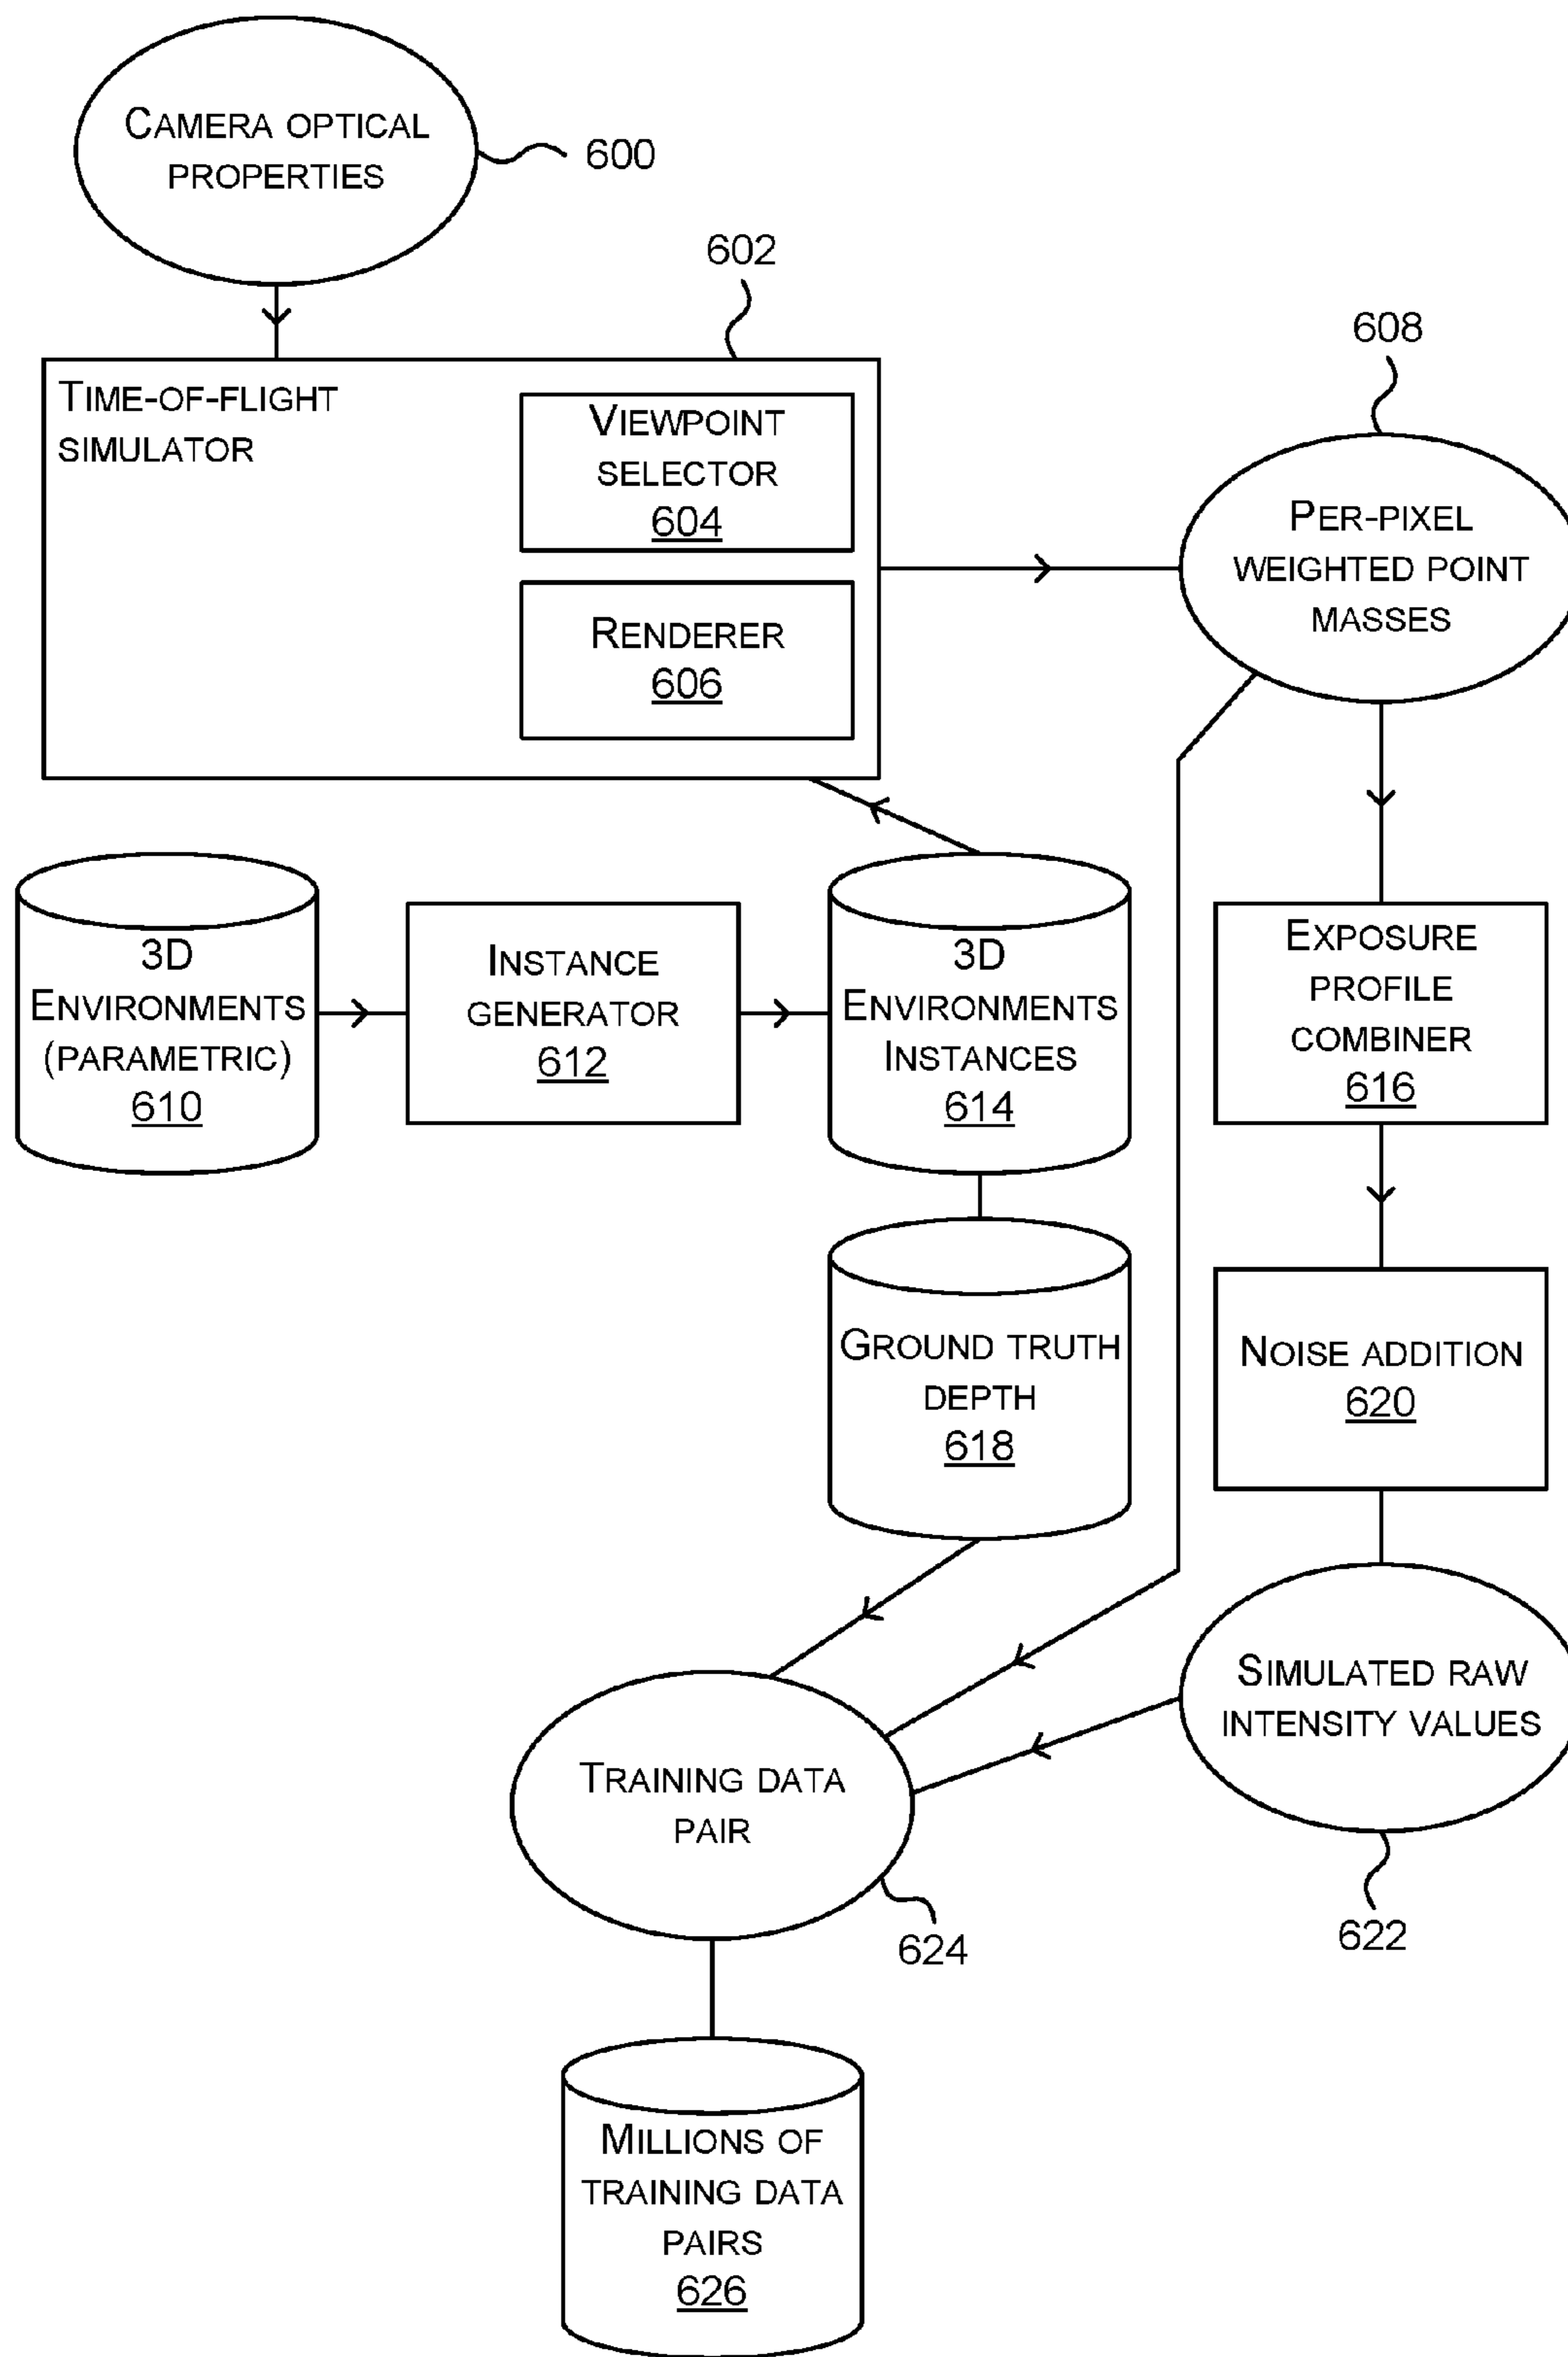 CAMERA OPTICAL
PROPERTIES
600
602
608
TIME-OF-FLIGHT
SIMULATOR
VIEWPOINT
SELECTOR
604
RENDERER
606
PER-PIXEL
WEIGHTED POINT
MASSES
3D
ENVIRONMENTS
(PARAMETRIC)
610
INSTANCE
GENERATOR
612
3D
ENVIRONMENTS
INSTANCES
614
EXPOSURE
PROFILE
COMBINER
616
GROUND TRUTH
DEPTH
618
NOISE ADDITION
620
SIMULATED RAW
INTENSITY VALUES
622
TRAINING DATA
PAIR
624
MILLIONS OF
TRAINING DATA
PAIRS
626